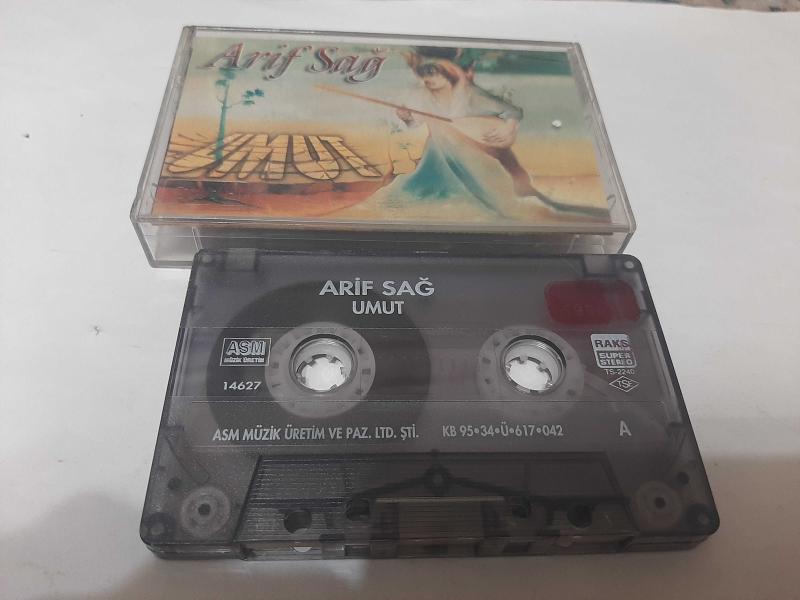 Arif Sağ
UMUT
ARİF SAĞ
UMUT
ASM
MÜZİK ÜRETİM
14627
RAKS
SUPER
STEREO
TS-2240
TSE
ASM MÜZİK ÜRETİM VE PAZ. LTD. ŞTİ.
KB 95•34•Ü•617•042
A